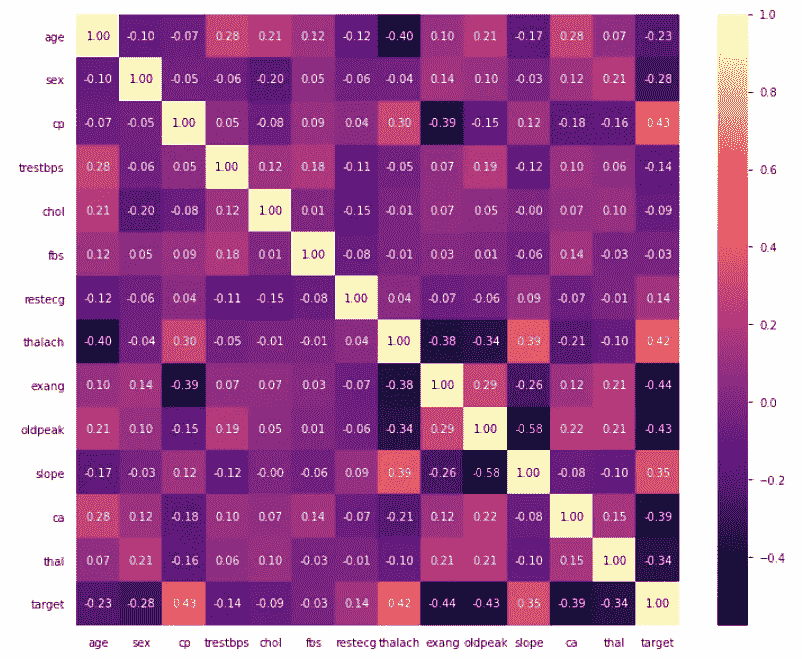 age 1.00 -0.10 -0.07 0.28 0.21 0.12 -0.12 -0.40 0.10 0.21 -0.17 0.28 0.07 -0.23
sex -0.10 1.00 -0.05 -0.06 -0.20 0.05 -0.06 -0.04 0.14 0.10 -0.03 0.12 0.21 -0.28
cp -0.07 -0.05 1.00 0.05 -0.08 0.09 0.04 0.30 -0.39 -0.15 0.12 -0.18 -0.16 0.43
trestbps 0.28 -0.06 0.05 1.00 0.12 0.18 -0.11 -0.05 0.07 0.19 -0.12 0.10 0.06 -0.14
chol 0.21 -0.20 -0.08 0.12 1.00 0.01 -0.15 -0.01 0.07 0.05 -0.00 0.07 0.10 -0.09
fbs 0.12 0.05 0.09 0.18 0.01 1.00 -0.08 -0.01 0.03 0.01 -0.06 0.14 -0.03 -0.03
restecg -0.12 -0.06 0.04 -0.11 -0.15 -0.08 1.00 0.04 -0.07 -0.06 0.09 -0.07 -0.01 0.14
thalach -0.40 -0.04 0.30 -0.05 -0.01 -0.01 0.04 1.00 -0.38 -0.34 0.39 -0.21 -0.10 0.42
exang 0.10 0.14 -0.39 0.07 0.07 0.03 -0.07 -0.38 1.00 0.29 -0.26 0.12 0.21 -0.44
oldpeak 0.21 0.10 -0.15 0.19 0.05 0.01 -0.06 -0.34 0.29 1.00 -0.58 0.22 0.21 -0.43
slope -0.17 -0.03 0.12 -0.12 -0.00 -0.06 0.09 0.39 -0.26 -0.58 1.00 -0.08 -0.10 0.35
ca 0.28 0.12 -0.18 0.10 0.07 0.14 -0.07 -0.21 0.12 0.22 -0.08 1.00 0.15 -0.39
thal 0.07 0.21 -0.16 0.06 0.10 -0.03 -0.01 -0.10 0.21 0.21 -0.10 0.15 1.00 -0.34
target -0.23 -0.28 0.43 -0.14 -0.09 -0.03 0.14 0.42 -0.44 -0.43 0.35 -0.39 -0.34 1.00
age sex cp trestbps chol fbs restecg thalach exang oldpeak slope ca thal target
1.0
0.8
0.6
0.4
0.2
0.0
-0.2
-0.4